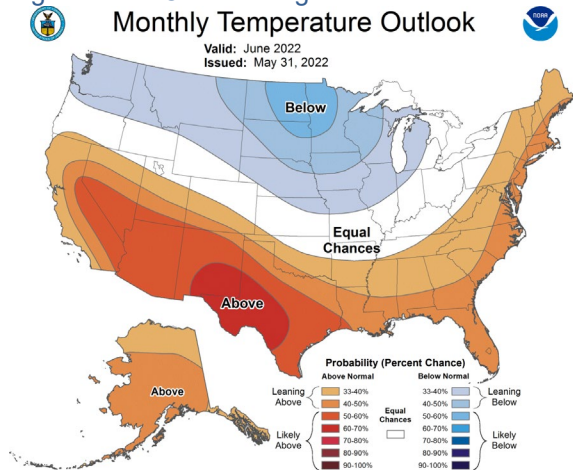 Monthly Temperature Outlook
NOAA
Valid: June 2022
Issued: May 31, 2022
Below
Equal
Chances
Above
Above
Probability (Percent Chance)
Above Normal
Below Normal
Leaning
Above
33-40%
40-50%
Likely
Above
50-60%
60-70%
70-80%
80-90%
90-100%
Equal
Chances
33-40%
40-50%
Leaning
Below
50-60%
60-70%
70-80%
80-90%
90-100%
Likely
Below